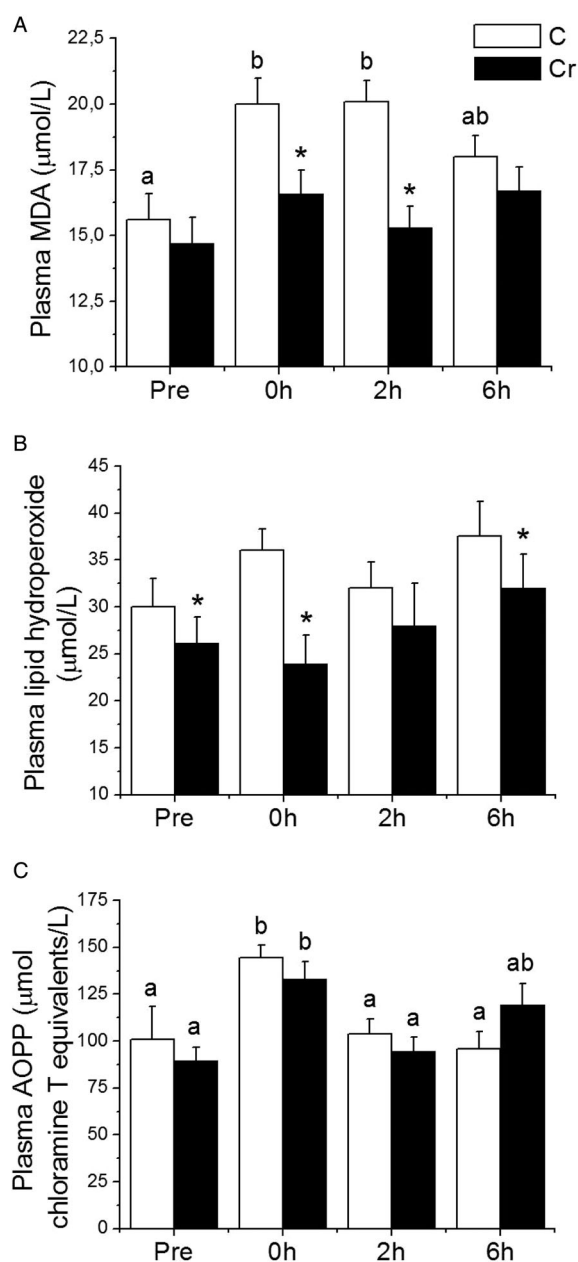 A
C
Cr
Plasma MDA (μmol/L)
22,5
20,0
17,5
15,0
12,5
10,0
a
b
*
b
*
ab
Pre 0h 2h 6h
B
Plasma lipid hydroperoxide
(μmol/L)
45
40
35
30
25
20
15
10
*
*
*
Pre 0h 2h 6h
C
Plasma AOPP (μmol
chloramine T equivalents/L)
175
150
125
100
75
50
25
0
a
a
b
b
a
a
a
ab
Pre 0h 2h 6h